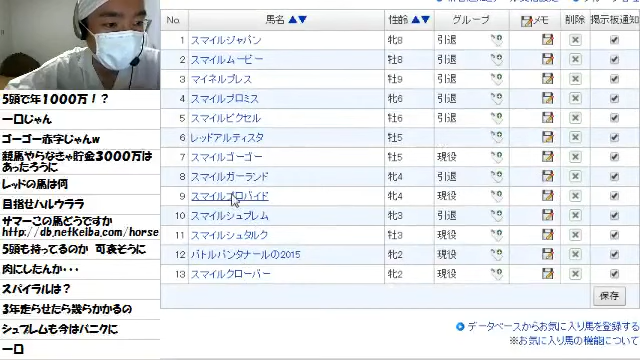 No. 馬名▲▼ 性齢▲▼ グループ メモ 削除 掲示板通知
1 スマイルジャパン 牝8 引退
2 スマイルムービー 牡8 引退
3 マイネルブレス 牡9 引退
4 スマイルプロミス 牝6 引退
5 スマイルピクセル 牝6 引退
6 レッドアルティスタ 牡5
7 スマイルゴーゴー 牡5 現役
8 スマイルガーランド 牝4 引退
9 スマイルプロバイド 牝4 現役
10 スマイルシュプレム 牝3 引退
11 スマイルシュタルク 牡3 現役
12 バトルバンタナールの2015 牝2 現役
13 スマイルクローバー 牝2 現役
保存
データベースからお気に入り馬を登録する
※お気に入り馬の機能について
5頭で年1000万！？
一口じゃん
ゴーゴー赤字じゃんw
競馬やらなきゃ貯金3000万は
あったろうに
レッドの馬は何
目指せハルウララ
サマーこの馬どうですか
http://db.netkeiba.com/horse
5頭も持ってるのか 可哀そうに
肉にしたんか・・・
スパイラルは？
3年走らせたら幾らかかるの
シュプレムも今はパニクに
一口